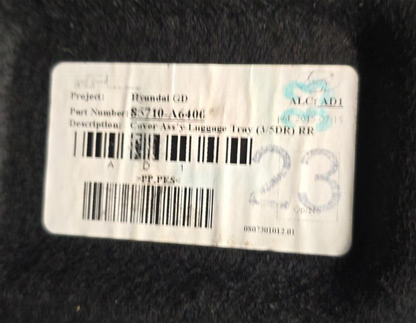 Project: Hyundai GD
ALC: AD1
Part Number: 85710-A6400
Description: Cover Ass'y Luggage Tray (3/5DR) RR
A D 1
>PP,PES<
23
0807301012.01